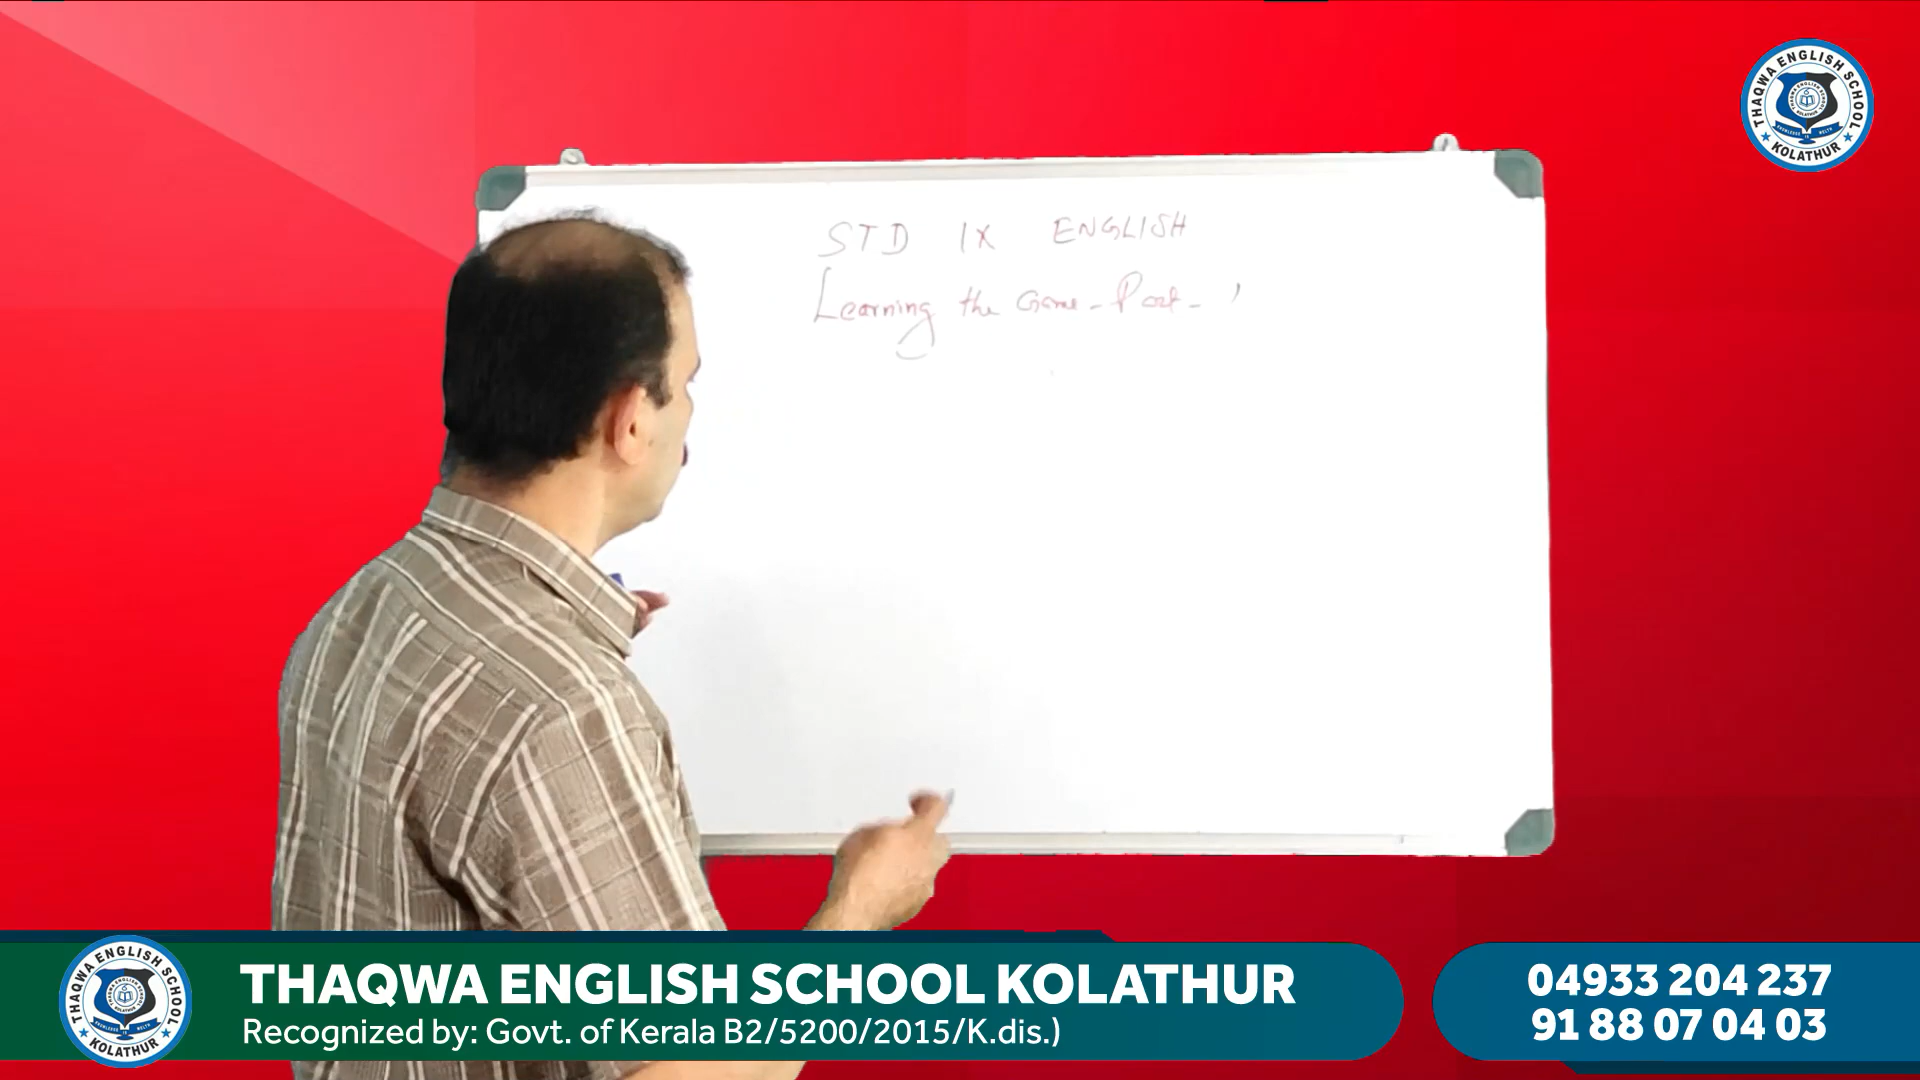 THAQWA ENGLISH SCHOOL
KOLATHUR
STD IX ENGLISH
Learning the Game - Part - 1
THAQWA ENGLISH SCHOOL
KOLATHUR
THAQWA ENGLISH SCHOOL KOLATHUR
Recognized by: Govt. of Kerala B2/5200/2015/K.dis.)
04933 204 237
91 88 07 04 03